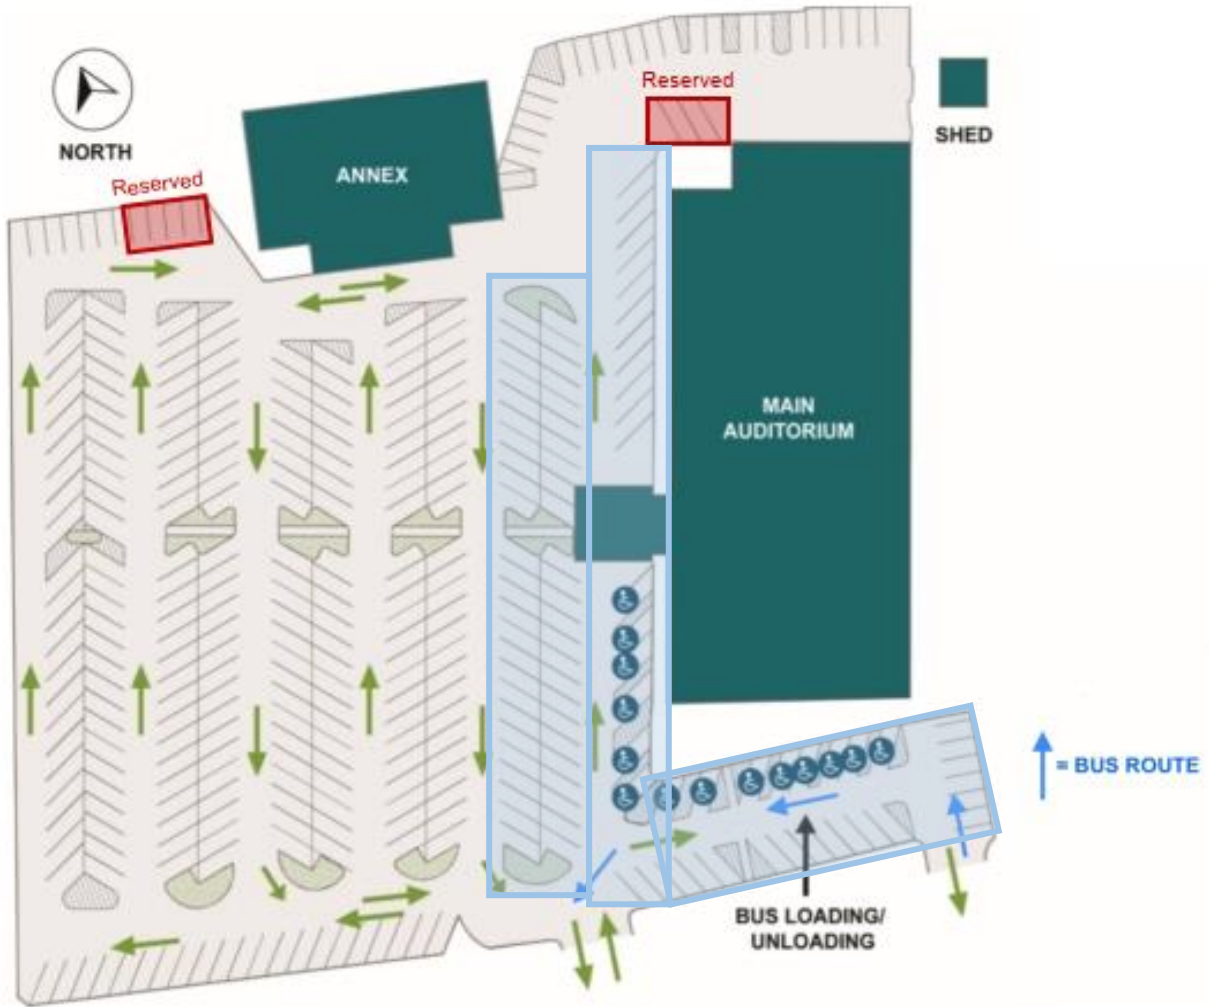 Reserved
SHED
NORTH
ANNEX
Reserved
MAIN
AUDITORIUM
= BUS ROUTE
BUS LOADING/
UNLOADING